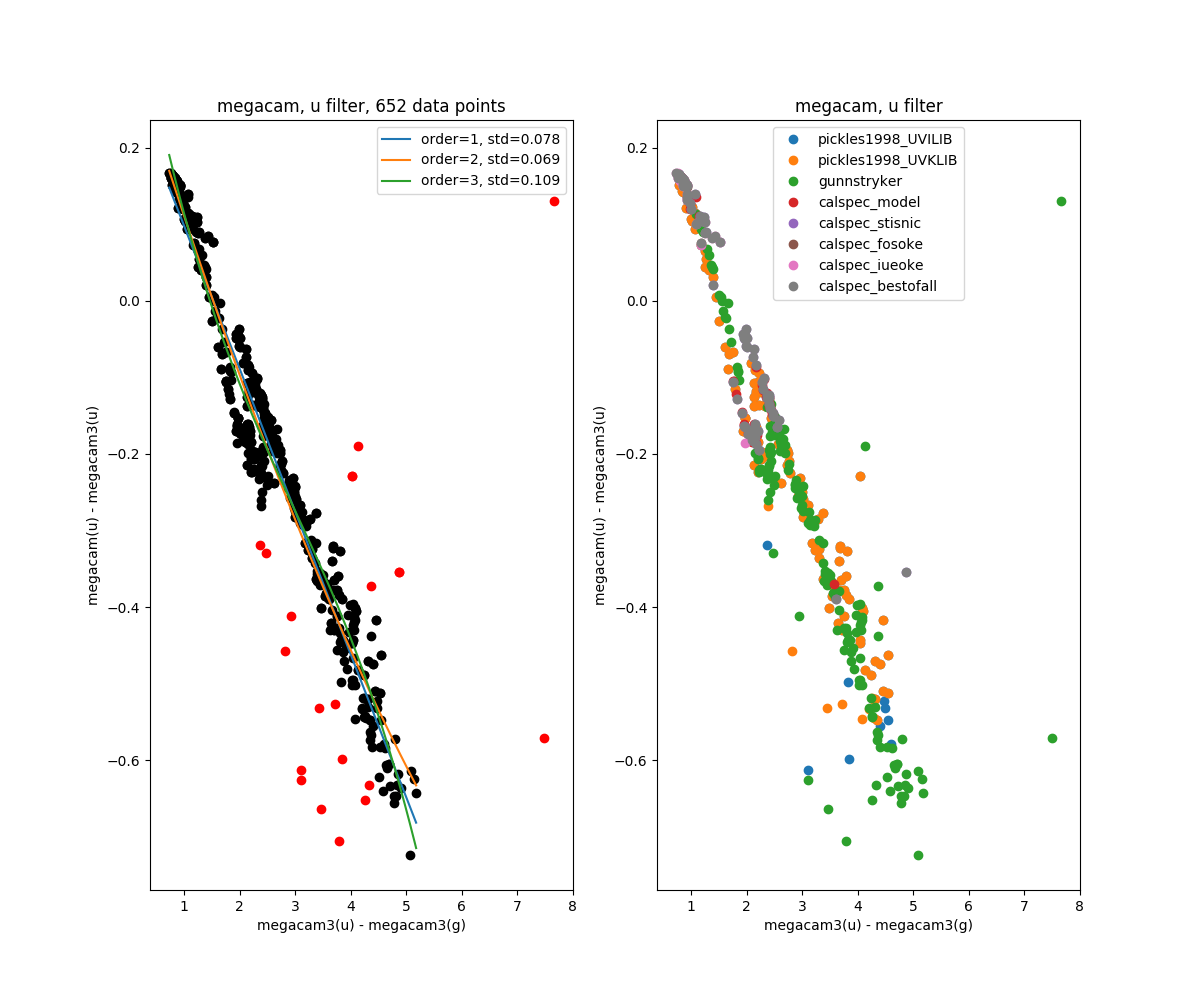 megacam, u filter, 652 data points
order=1, std=0.078
order=2, std=0.069
order=3, std=0.109
0.2
0.0
−0.2
−0.4
−0.6
megacam(u) - megacam3(u)
1 2 3 4 5 6 7 8
megacam3(u) - megacam3(g)
megacam, u filter
pickles1998_UVILIB
pickles1998_UVKLIB
gunnstryker
calspec_model
calspec_stisnic
calspec_fosoke
calspec_iueoke
calspec_bestofall
0.2
0.0
−0.2
−0.4
−0.6
megacam(u) - megacam3(u)
1 2 3 4 5 6 7 8
megacam3(u) - megacam3(g)